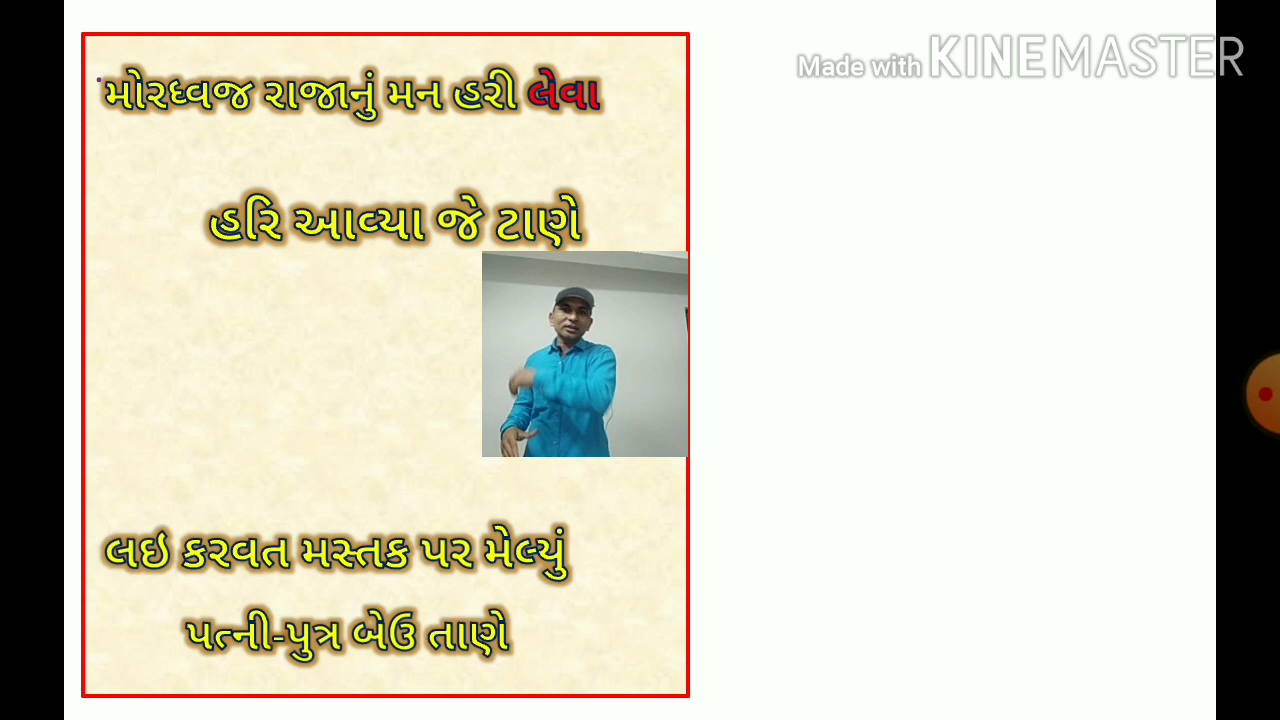 મોરધ્વજ રાજાનું મન હરી લેવા
Made with KINEMASTER
હરિ આવ્યા જે ટાણે
લઇ કરવત મસ્તક પર મેલ્યું
પત્ની-પુત્ર બેઉ તાણે